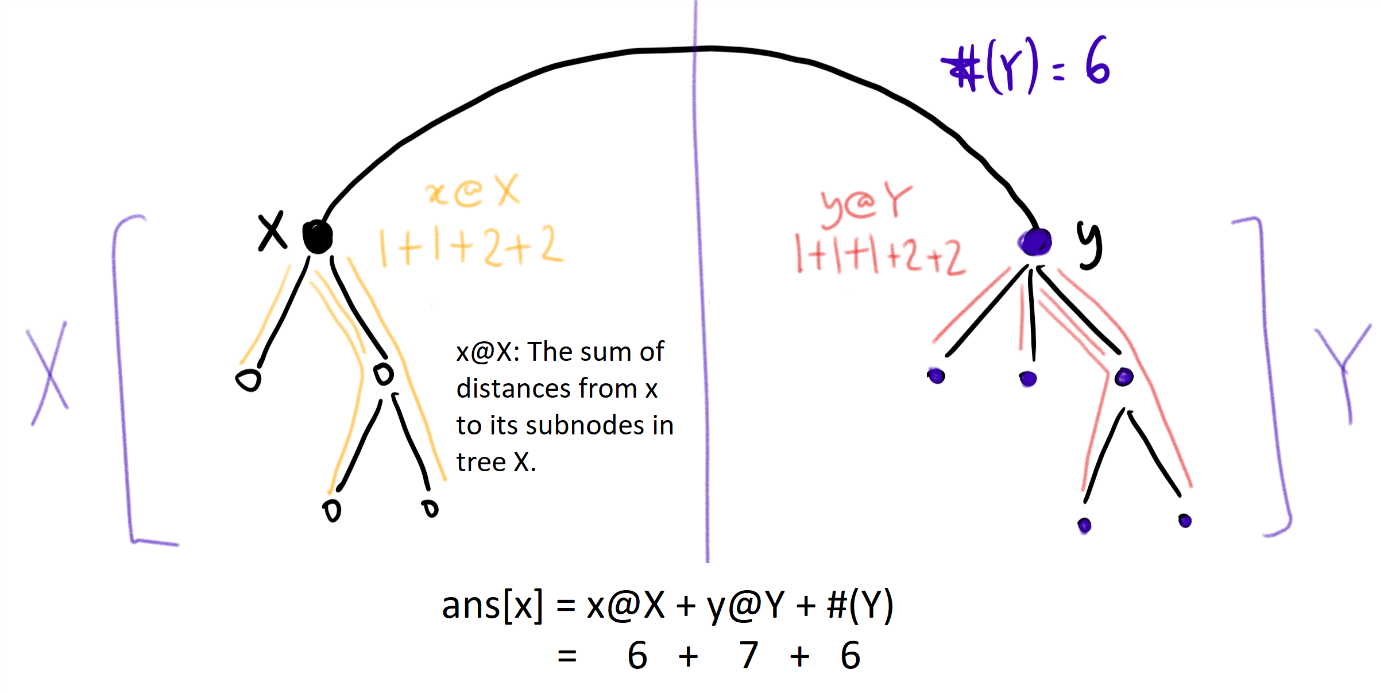 #(Y) = 6
x@X
1+1+2+2
y@Y
1+1+1+2+2
X
y
X
Y
x@X: The sum of
distances from x
to its subnodes in
tree X.
ans[x] = x@X + y@Y + #(Y)
= 6 + 7 + 6